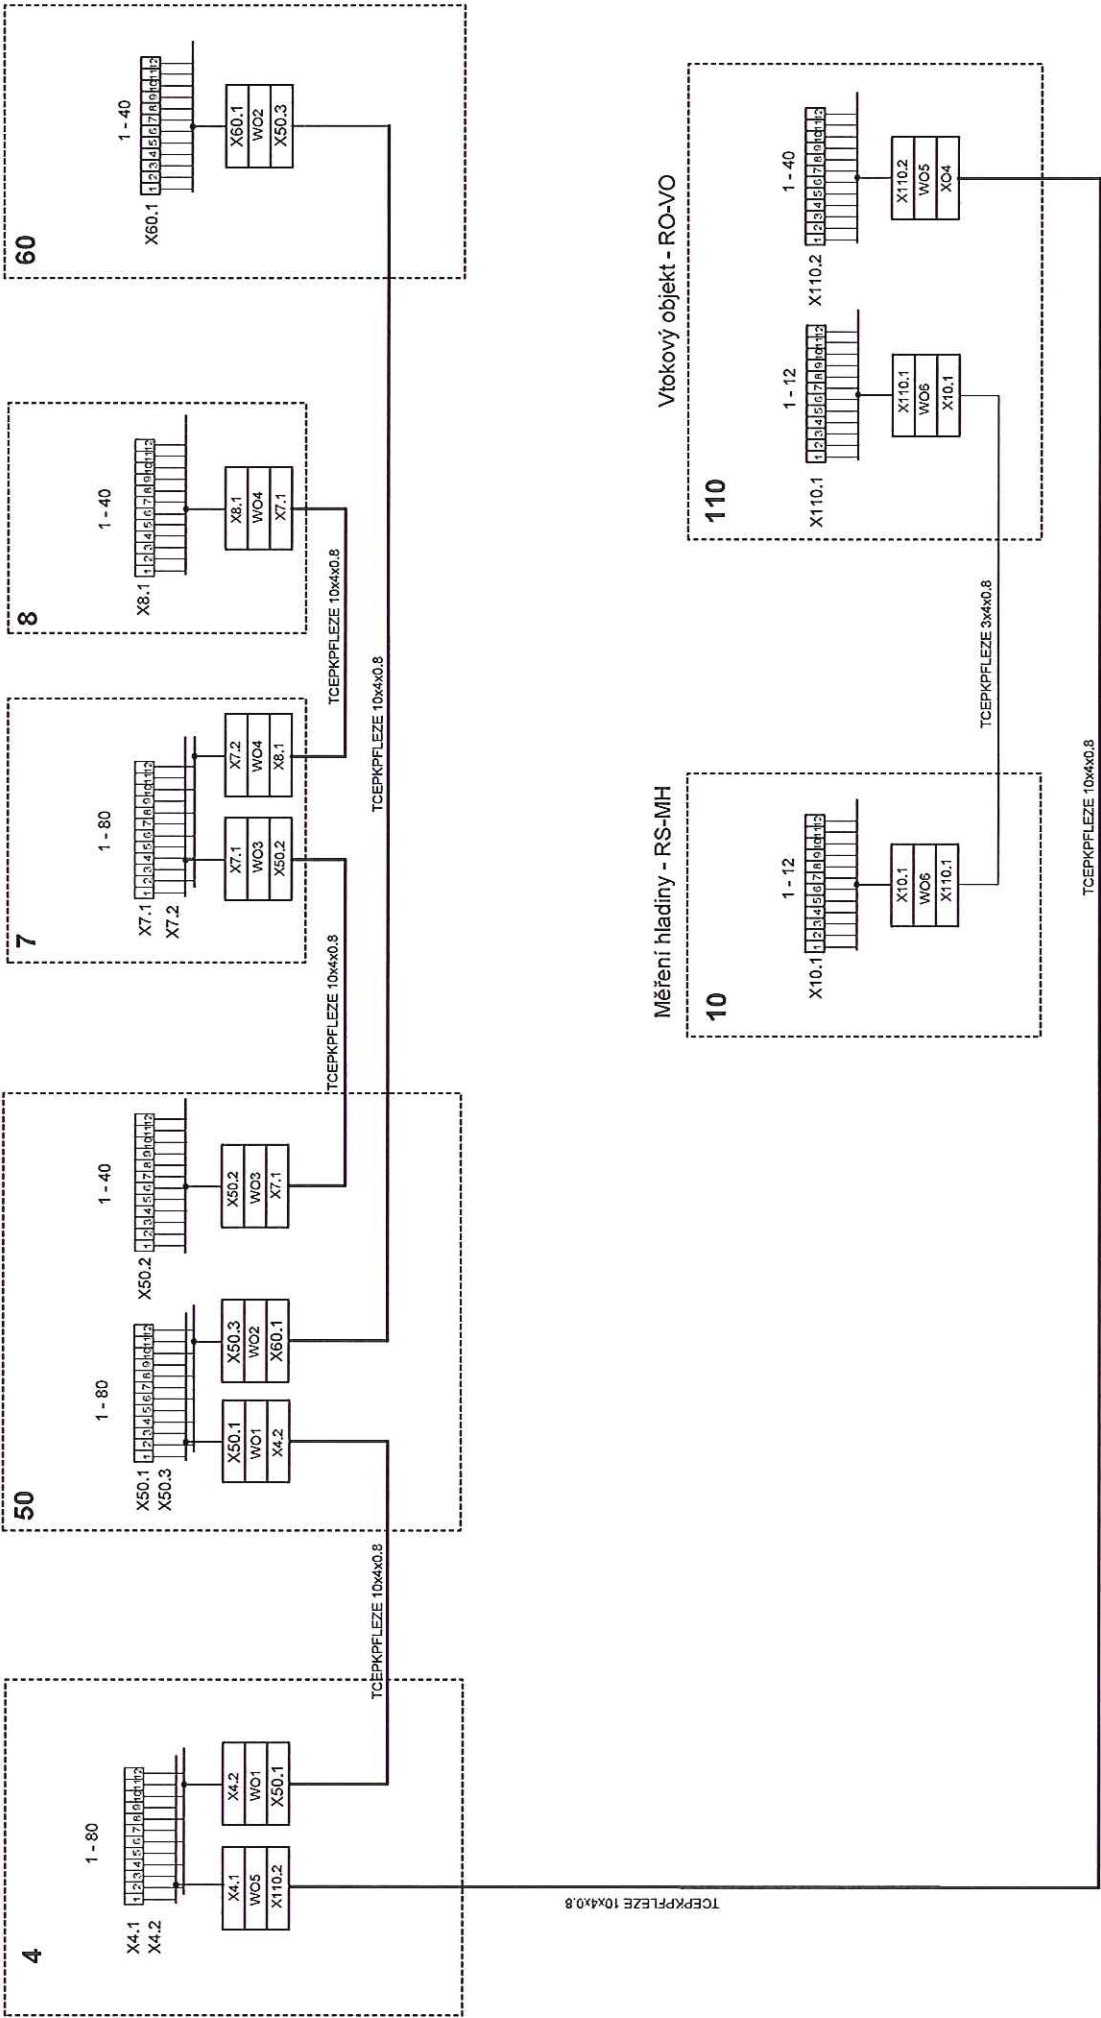 4
1 - 80
X4.1
X4.2
1 2 3 4 5 6 7 8 9 10 11 12
X4.1
WO5
X110.2
X4.2
WO1
X50.1
TCEPKPFLEZE 10x4x0.8
TCEPKPFLEZE 10x4x0.8
50
1 - 80
X50.1
X50.3
1 2 3 4 5 6 7 8 9 10 11 12
X50.1
WO1
X4.2
X50.3
WO2
X60.1
1 - 40
X50.2
1 2 3 4 5 6 7 8 9 10 11 12
X50.2
WO3
X7.1
TCEPKPFLEZE 10x4x0.8
TCEPKPFLEZE 10x4x0.8
7
1 - 80
X7.1
X7.2
1 2 3 4 5 6 7 8 9 10 11 12
X7.1
WO3
X50.2
X7.2
WO4
X8.1
TCEPKPFLEZE 10x4x0.8
8
1 - 40
X8.1
1 2 3 4 5 6 7 8 9 10 11 12
X8.1
WO4
X7.1
60
1 - 40
X60.1
1 2 3 4 5 6 7 8 9 10 11 12
X60.1
WO2
X50.3
Měření hladiny - RS-MH
10
1 - 12
X10.1
1 2 3 4 5 6 7 8 9 10 11 12
X10.1
WO6
X110.1
TCEPKPFLEZE 3x4x0.8
TCEPKPFLEZE 10x4x0.8
Vtokový objekt - RO-VO
110
1 - 12
X110.1
1 2 3 4 5 6 7 8 9 10 11 12
X110.1
WO6
X10.1
1 - 40
X110.2
1 2 3 4 5 6 7 8 9 10 11 12
X110.2
WO5
XO4